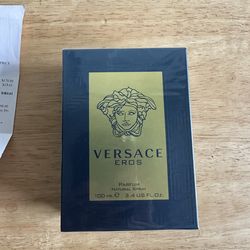 VERSACE
EROS
PARFUM
NATURAL SPRAY
100 ml ℮ 3.4 US FL.Oz.